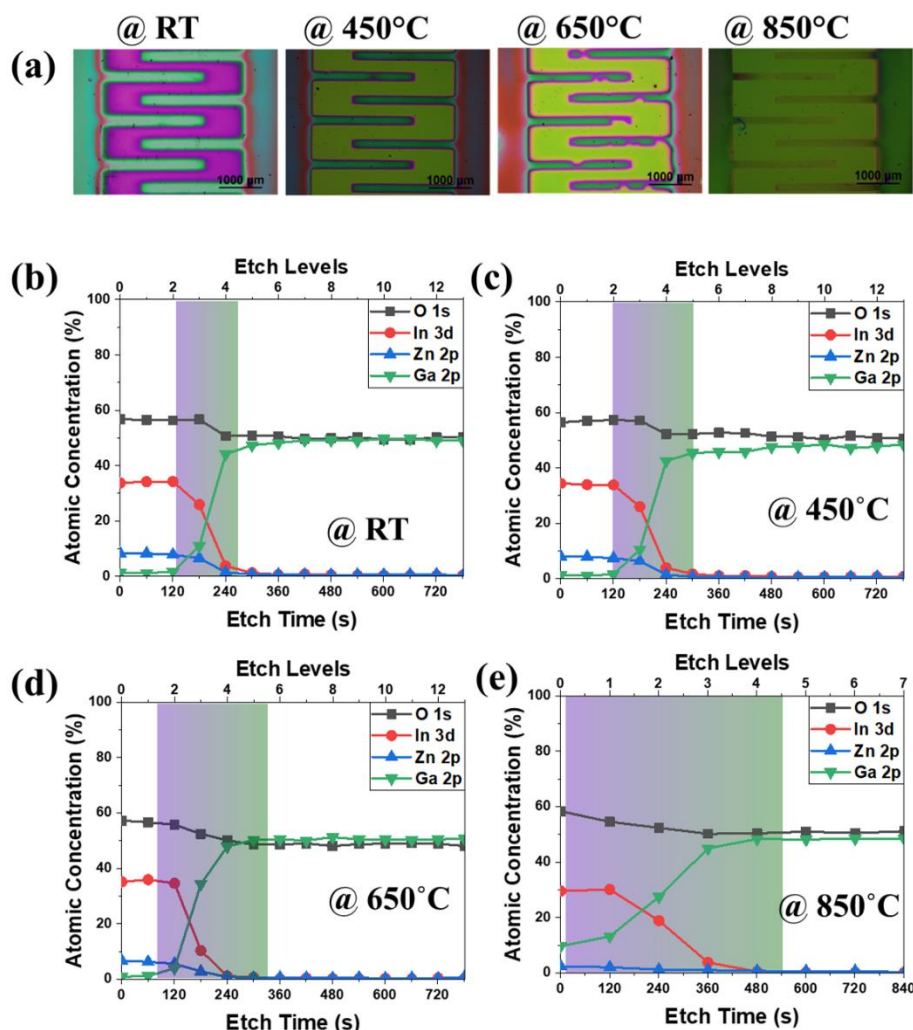 @ RT @ 450°C @ 650°C @ 850°C
(a)
1000 µm 1000 µm 1000 µm 1000 µm
(b)
Etch Levels
0 2 4 6 8 10 12
100
80
60
40
20
0
Atomic Concentration (%)
O 1s
In 3d
Zn 2p
Ga 2p
@ RT
0 120 240 360 480 600 720
Etch Time (s)
(c)
Etch Levels
0 2 4 6 8 10 12
100
80
60
40
20
0
Atomic Concentration (%)
O 1s
In 3d
Zn 2p
Ga 2p
@ 450°C
0 120 240 360 480 600 720
Etch Time (s)
(d)
Etch Levels
0 2 4 6 8 10 12
100
80
60
40
20
0
Atomic Concentration (%)
O 1s
In 3d
Zn 2p
Ga 2p
@ 650°C
0 120 240 360 480 600 720
Etch Time (s)
(e)
Etch Levels
0 1 2 3 4 5 6 7
100
80
60
40
20
0
Atomic Concentration (%)
O 1s
In 3d
Zn 2p
Ga 2p
@ 850°C
0 120 240 360 480 600 720 840
Etch Time (s)